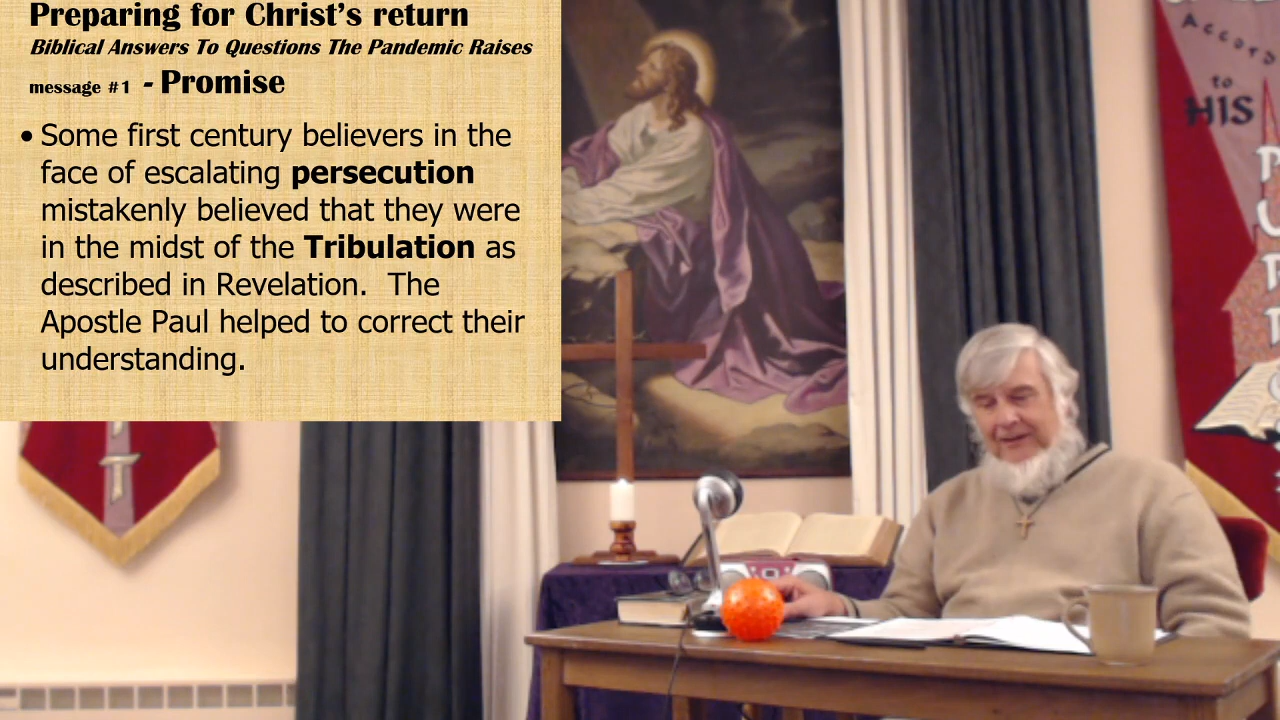 Preparing for Christ's return
Biblical Answers To Questions The Pandemic Raises
message #1 - Promise
• Some first century believers in the
face of escalating persecution
mistakenly believed that they were
in the midst of the Tribulation as
described in Revelation. The
Apostle Paul helped to correct their
understanding.
to
HIS